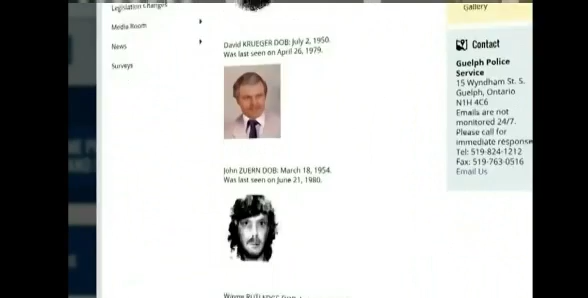 Legislation Changes
Media Room
News
Surveys
David KRUEGER DOB: July 2, 1950.
Was last seen on April 26, 1979.
John ZUERN DOB: March 18, 1954.
Was last seen on June 21, 1980.
Wayne
Gallery
Contact
Guelph Police
Service
15 Wyndham St. S.
Guelph, Ontario
N1H 4C6
Emails are not
monitored 24/7.
Please call for
immediate response
Tel: 519-824-1212
Fax: 519-763-0516
Email Us